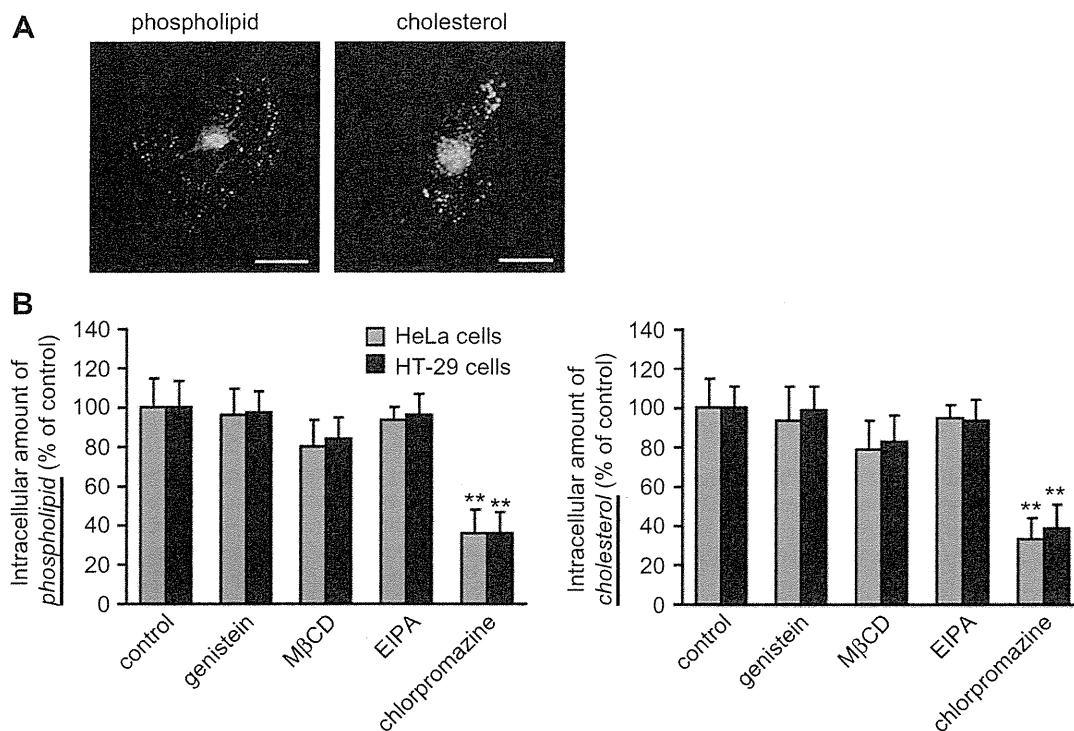 A
phospholipid
cholesterol
B
Intracellular amount of
phospholipid (% of control)
140
120
100
80
60
40
20
0
HeLa cells
HT-29 cells
** **
control
genistein
MβCD
EIPA
chlorpromazine
Intracellular amount of
cholesterol (% of control)
140
120
100
80
60
40
20
0
** **
control
genistein
MβCD
EIPA
chlorpromazine